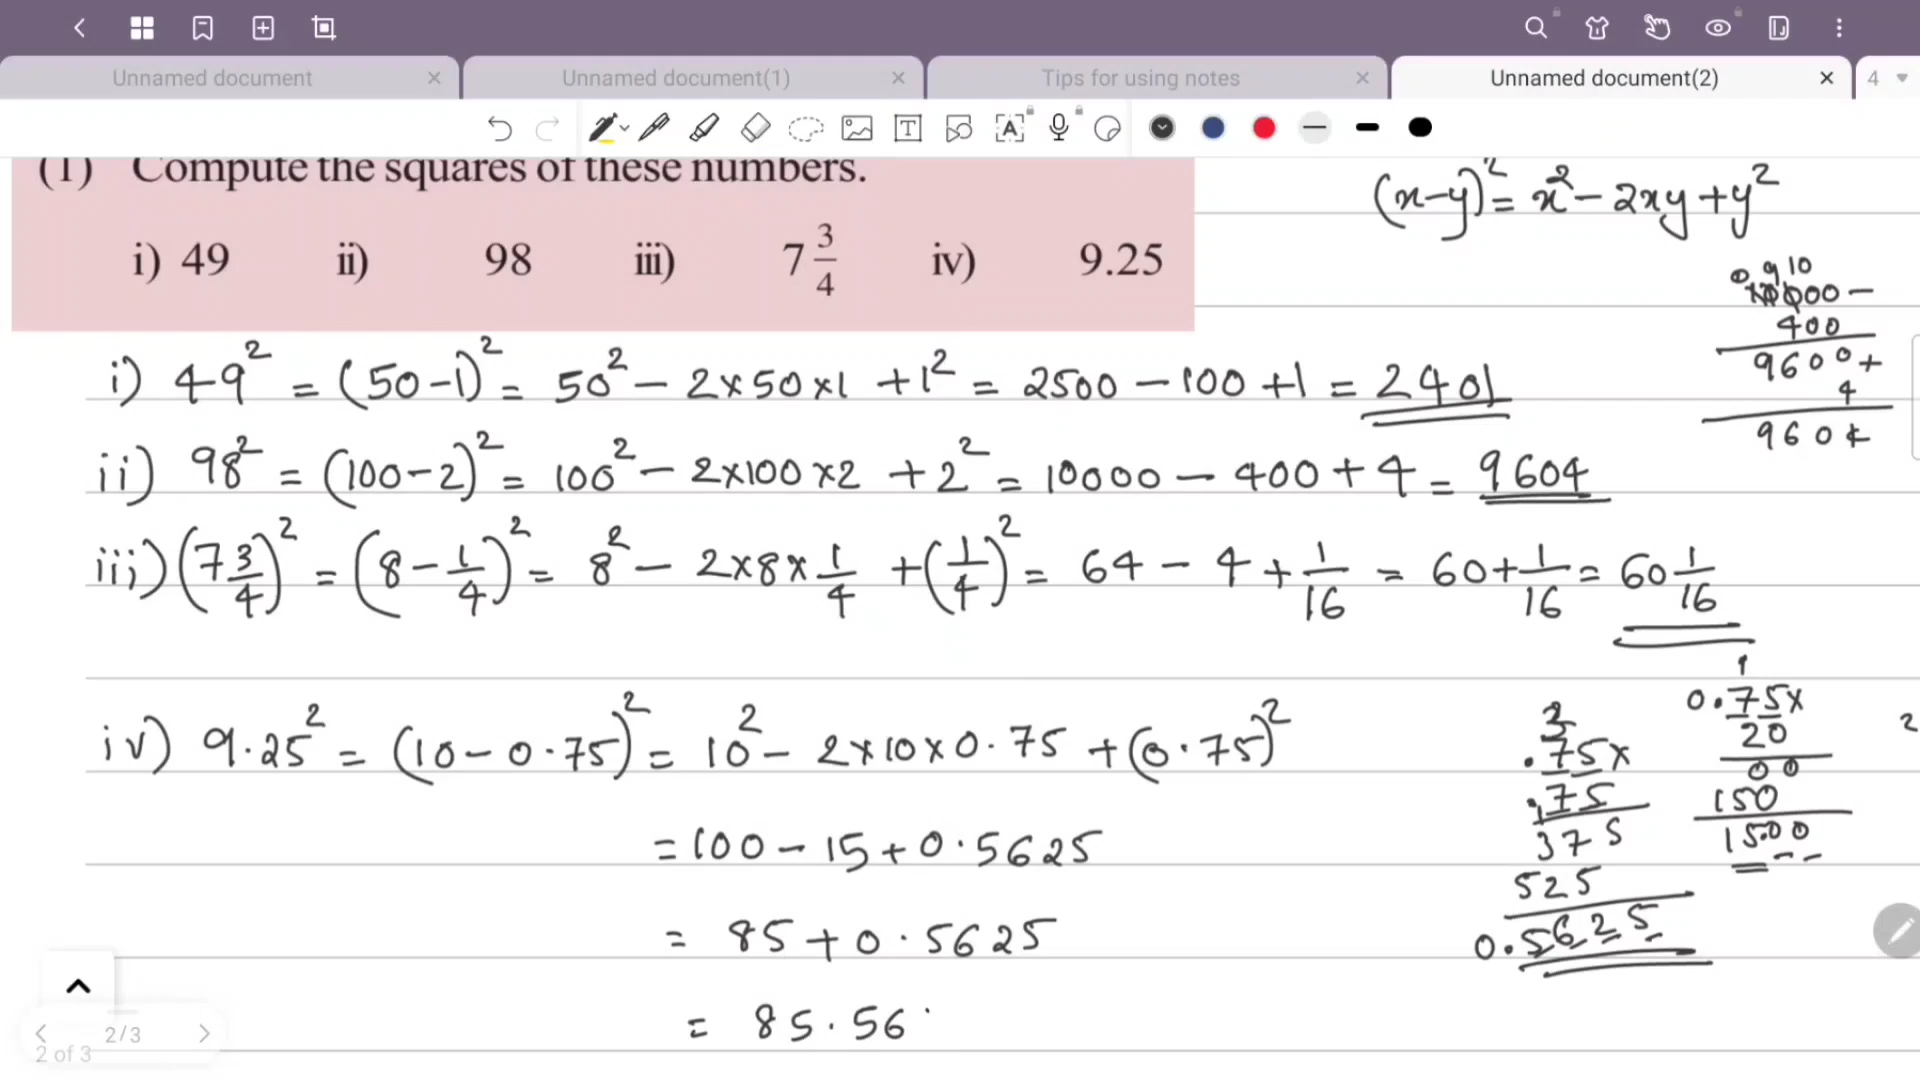 Unnamed document
Unnamed document(1)
Tips for using notes
Unnamed document(2)
4
(1) Compute the squares of these numbers.
i) 49 ii) 98 iii) 7 3/4 iv) 9.25
(x-y)² = x² - 2xy + y²
0 9 10
10000 -
400
9600 +
4
9604
i) 49² = (50-1)² = 50² - 2×50×1 + 1² = 2500 - 100 + 1 = 2401
ii) 98² = (100-2)² = 100² - 2×100×2 + 2² = 10000 - 400 + 4 = 9604
iii) (7 3/4)² = (8 - 1/4)² = 8² - 2×8×1/4 + (1/4)² = 64 - 4 + 1/16 = 60 + 1/16 = 60 1/16
iv) 9.25² = (10 - 0.75)² = 10² - 2×10×0.75 + (0.75)²
= 100 - 15 + 0.5625
= 85 + 0.5625
= 85.56
.75×
.75
375
525
0.5625
1
0.75×
20
00
150
1500
2
2/3
2 of 3